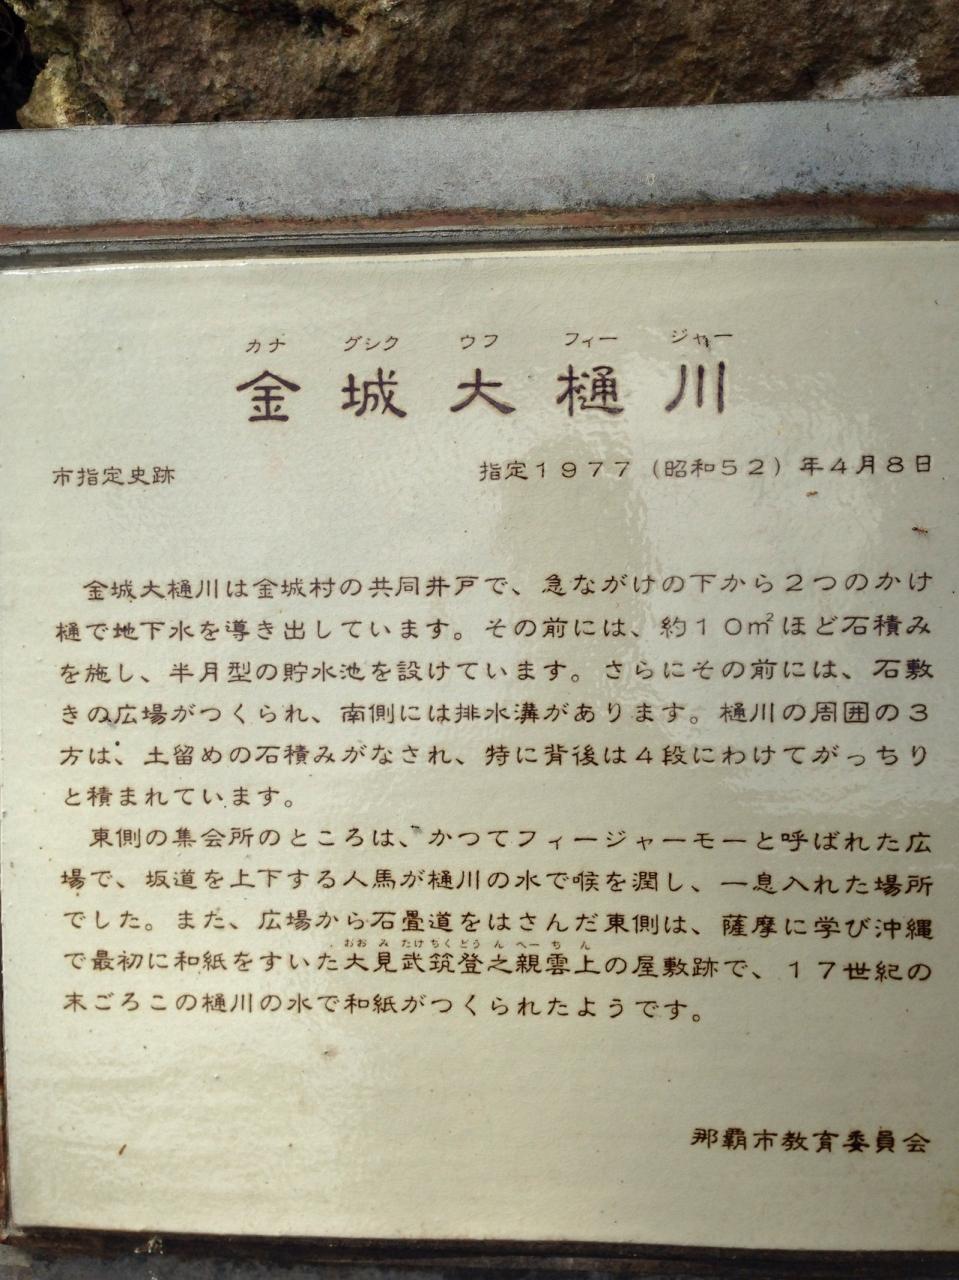 カナ グシク ウフ フィー ジャー
金城大樋川
市指定史跡 指定1977（昭和52）年4月8日
金城大樋川は金城村の共同井戸で、急ながけの下から2つのかけ
樋で地下水を導き出しています。その前には、約10㎡ほど石積み
を施し、半月型の貯水池を設けています。さらにその前には、石敷
きの広場がつくられ、南側には排水溝があります。樋川の周囲の3
方は、土留めの石積みがなされ、特に背後は4段にわけてがっちり
と積まれています。
東側の集会所のところは、かつてフィージャーモーと呼ばれた広
場で、坂道を上下する人馬が樋川の水で喉を潤し、一息入れた場所
でした。また、広場から石畳道をはさんだ東側は、薩摩に学び沖縄
おおみたけちくどぅんぺーちん
で最初に和紙をすいた大見武筑登之親雲上の屋敷跡で、17世紀の
末ごろこの樋川の水で和紙がつくられたようです。
那覇市教育委員会